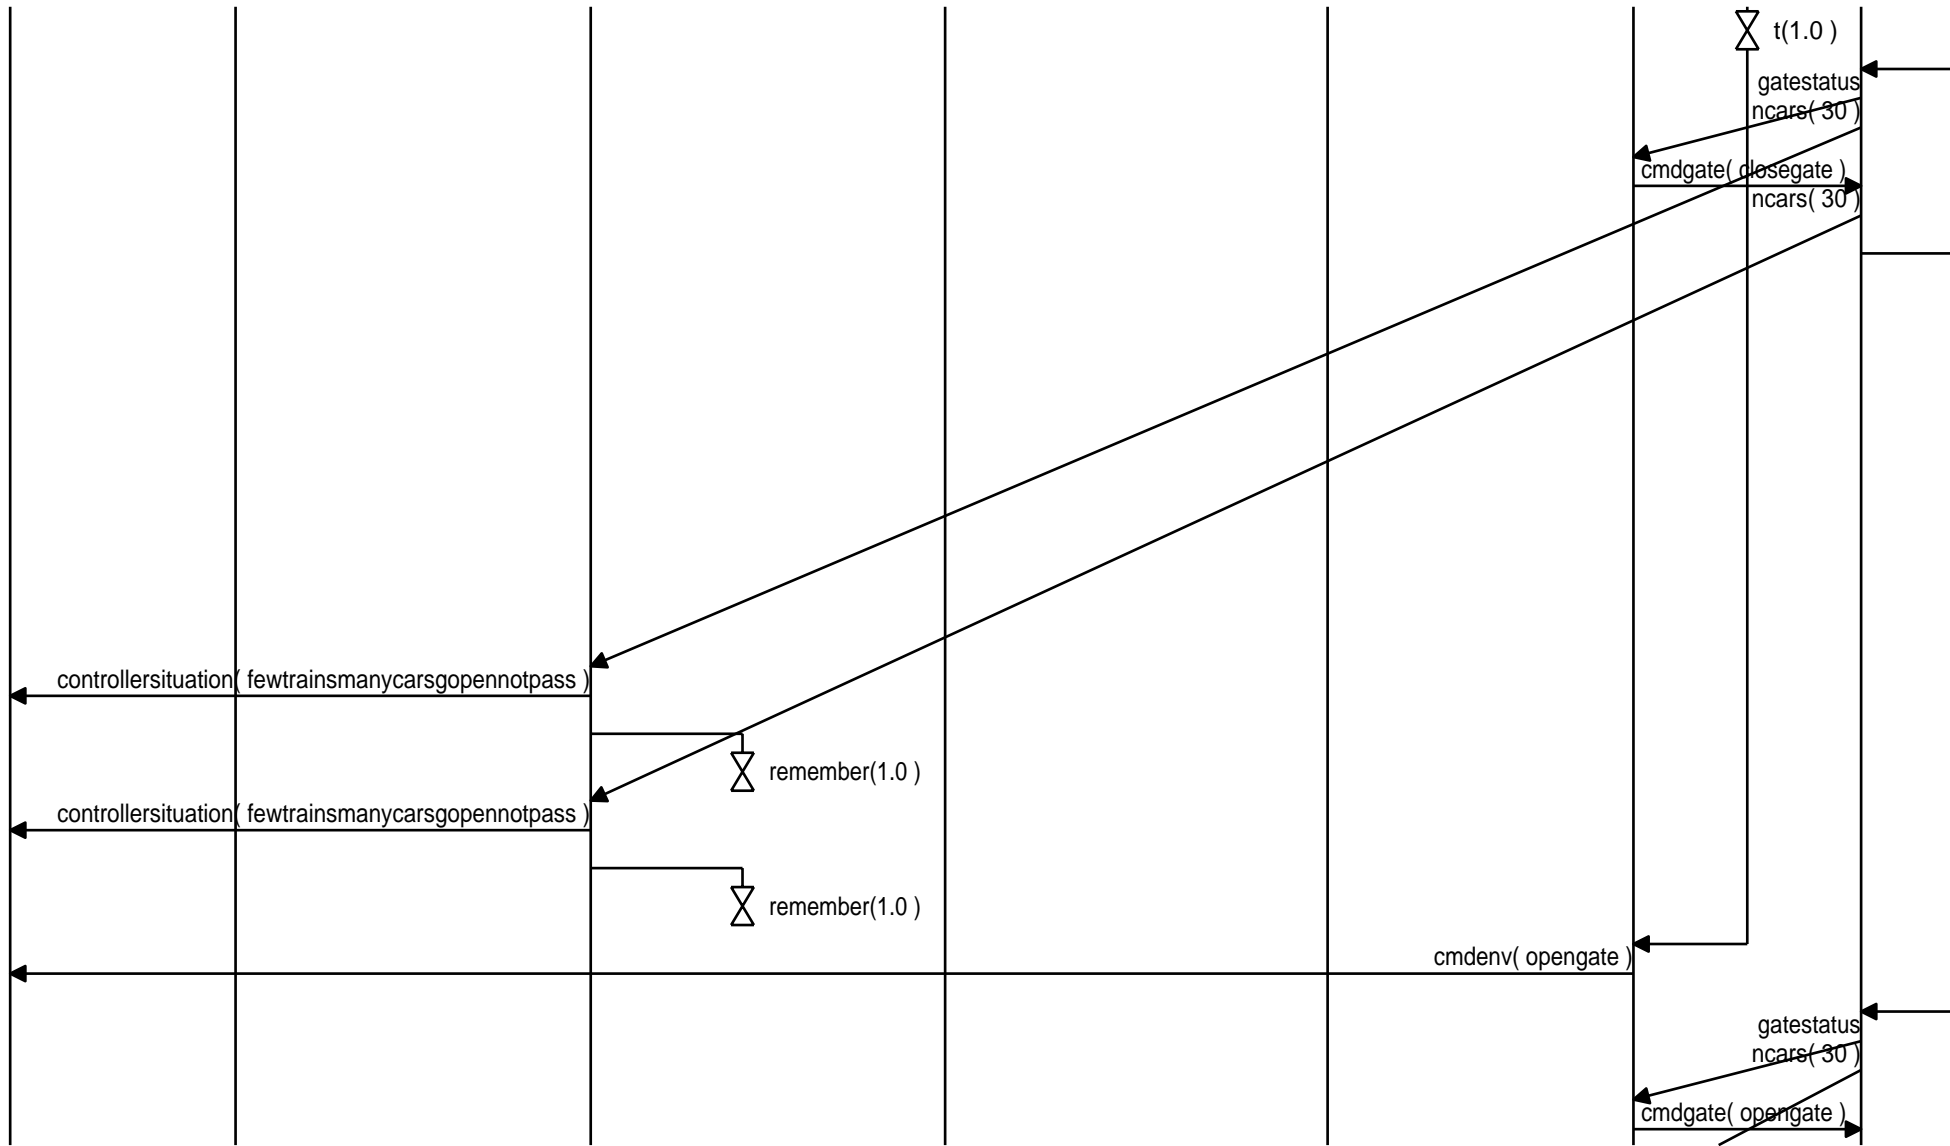 t(1.0 )
gatestatus
ncars( 30 )
cmdgate( closegate )
ncars( 30 )
controllersituation( fewtrainsmanycarsgopennotpass )
remember(1.0 )
controllersituation( fewtrainsmanycarsgopennotpass )
remember(1.0 )
cmdenv( opengate )
gatestatus
ncars( 30 )
cmdgate( opengate )